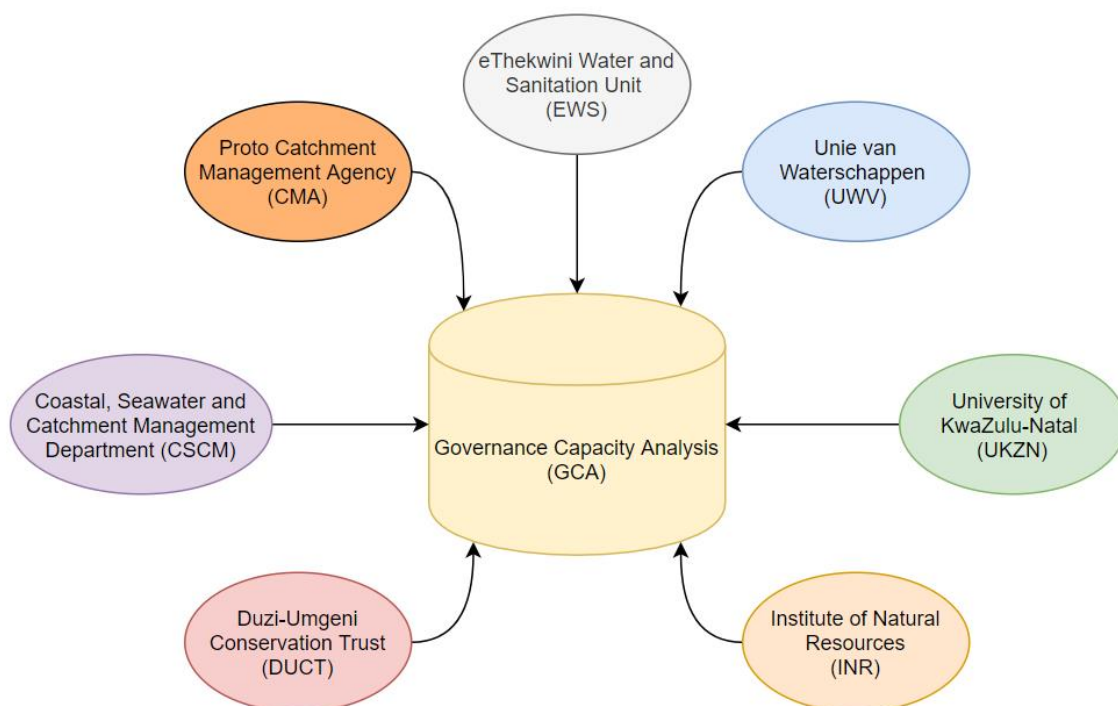 eThekwini Water and
Sanitation Unit
(EWS)
Proto Catchment
Management Agency
(CMA)
Unie van
Waterschappen
(UWV)
Coastal, Seawater and
Catchment Management
Department (CSCM)
Governance Capacity Analysis
(GCA)
University of
KwaZulu-Natal
(UKZN)
Duzi-Umgeni
Conservation Trust
(DUCT)
Institute of Natural
Resources
(INR)